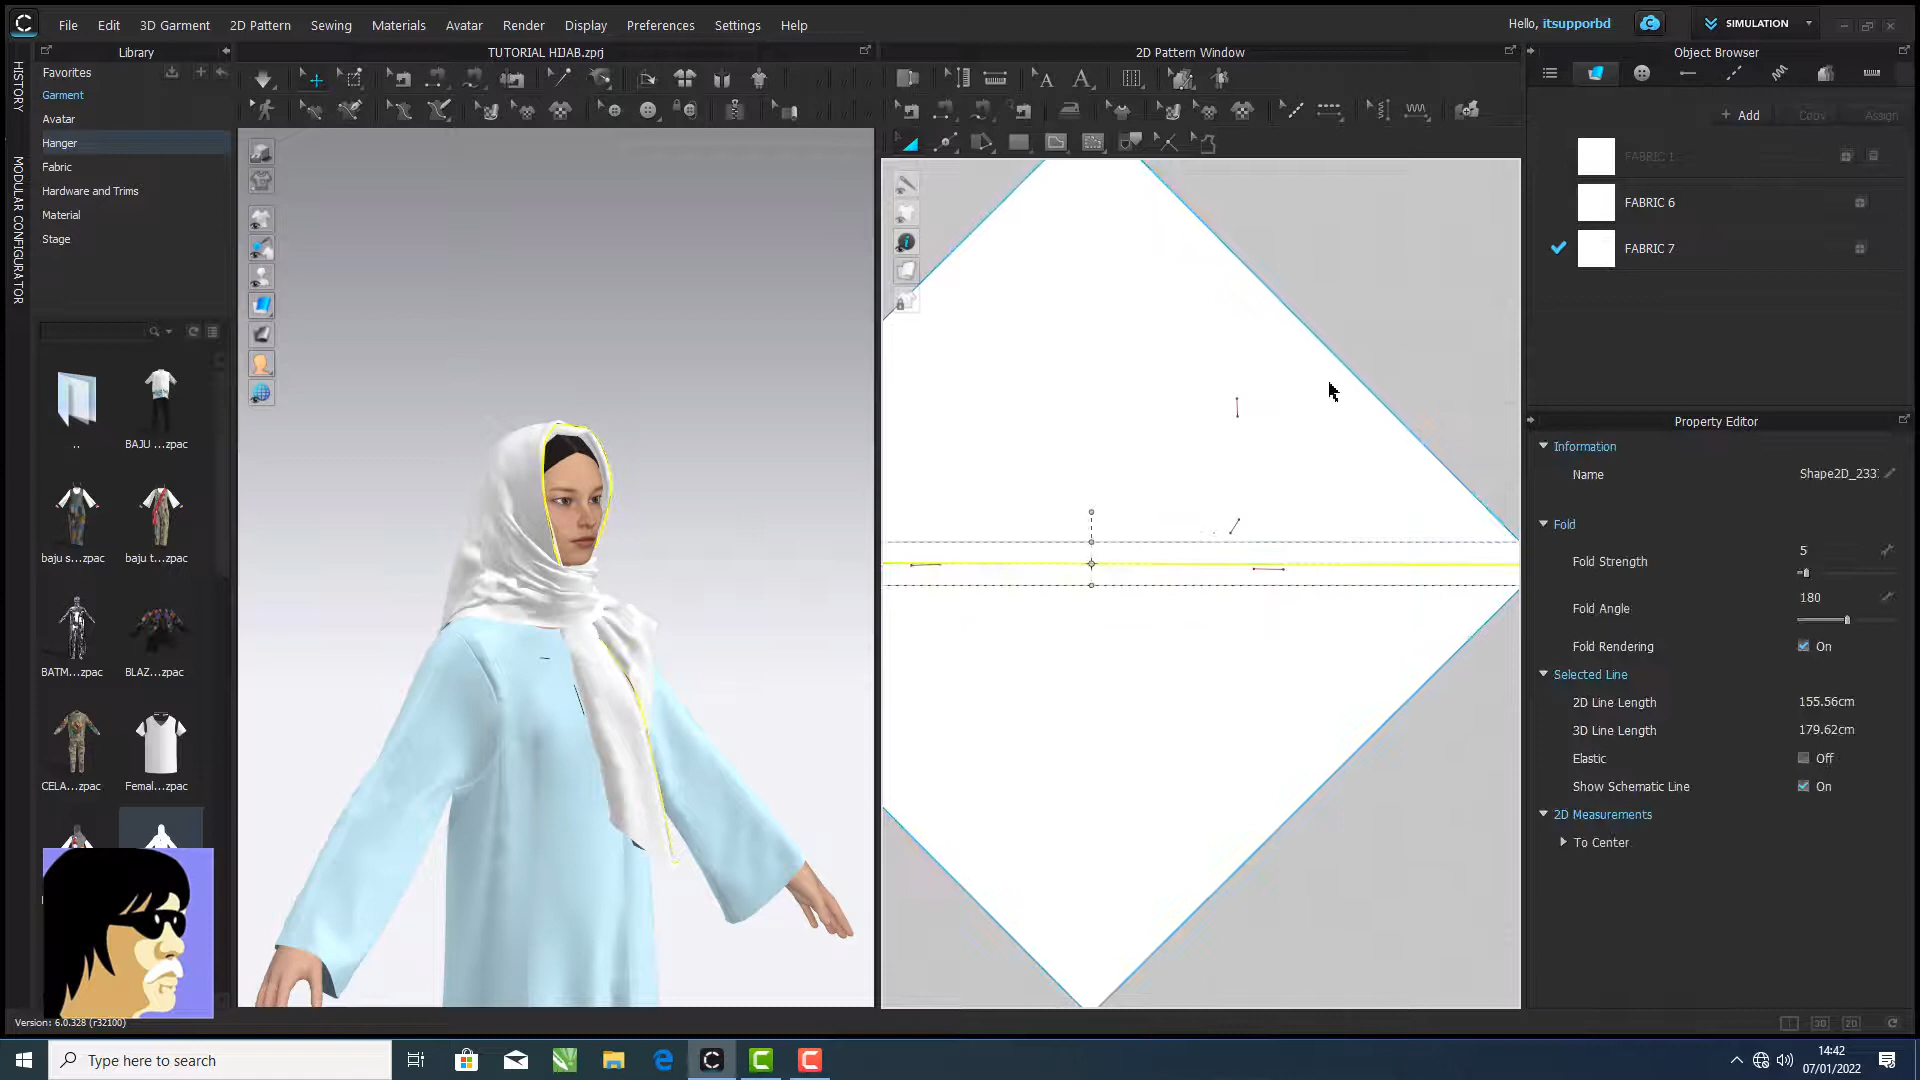 File Edit 3D Garment 2D Pattern Sewing Materials Avatar Render Display Preferences Settings Help
Hello, itsupporbd
SIMULATION
HISTORY
MODULAR CONFIGURATOR
Library
TUTORIAL HIJAB.zprj
2D Pattern Window
Object Browser
Favorites
Garment
Avatar
Hanger
Fabric
Hardware and Trims
Material
Stage
..
BAJU ...zpac
baju s...zpac
baju t...zpac
BATM...zpac
BLAZ...zpac
CELA...zpac
Femal...zpac
+ Add
Copy
Assign
FABRIC 1
FABRIC 6
FABRIC 7
Property Editor
Information
Name Shape2D_233
Fold
Fold Strength 5
Fold Angle 180
Fold Rendering On
Selected Line
2D Line Length 155.56cm
3D Line Length 179.62cm
Elastic Off
Show Schematic Line On
2D Measurements
To Center
Version: 6.0.328 (r32100)
3D
2D
Type here to search
14:42
07/01/2022